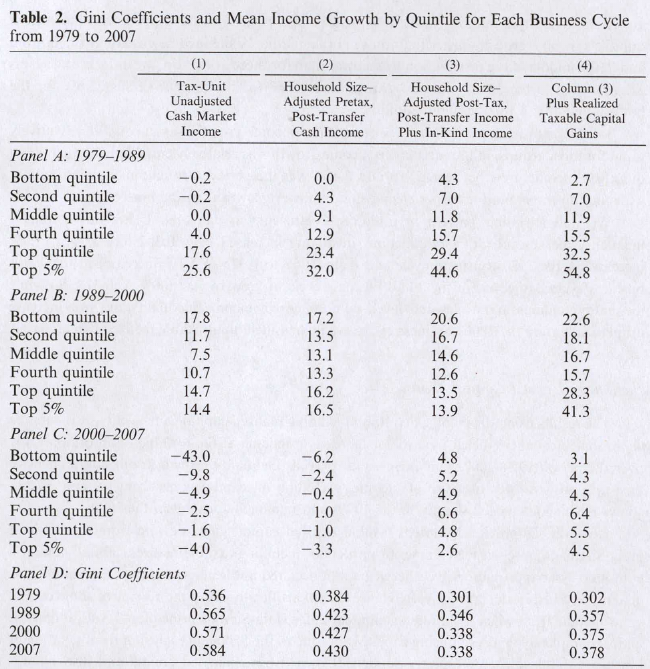 Table 2. Gini Coefficients and Mean Income Growth by Quintile for Each Business Cycle
from 1979 to 2007
(1) (2) (3) (4)
Tax-Unit Household Size– Household Size– Column (3)
Unadjusted Adjusted Pretax, Adjusted Post-Tax, Plus Realized
Cash Market Post-Transfer Post-Transfer Income Taxable Capital
Income Cash Income Plus In-Kind Income Gains
Panel A: 1979–1989
Bottom quintile −0.2 0.0 4.3 2.7
Second quintile −0.2 4.3 7.0 7.0
Middle quintile 0.0 9.1 11.8 11.9
Fourth quintile 4.0 12.9 15.7 15.5
Top quintile 17.6 23.4 29.4 32.5
Top 5% 25.6 32.0 44.6 54.8
Panel B: 1989–2000
Bottom quintile 17.8 17.2 20.6 22.6
Second quintile 11.7 13.5 16.7 18.1
Middle quintile 7.5 13.1 14.6 16.7
Fourth quintile 10.7 13.3 12.6 15.7
Top quintile 14.7 16.2 13.5 28.3
Top 5% 14.4 16.5 13.9 41.3
Panel C: 2000–2007
Bottom quintile −43.0 −6.2 4.8 3.1
Second quintile −9.8 −2.4 5.2 4.3
Middle quintile −4.9 −0.4 4.9 4.5
Fourth quintile −2.5 1.0 6.6 6.2
Top quintile −1.6 −1.0 4.8 5.5
Top 5% −4.0 −3.3 2.6 4.5
Panel D: Gini Coefficients
1979 0.536 0.384 0.301 0.302
1989 0.565 0.423 0.346 0.357
2000 0.571 0.427 0.338 0.375
2007 0.584 0.430 0.338 0.378